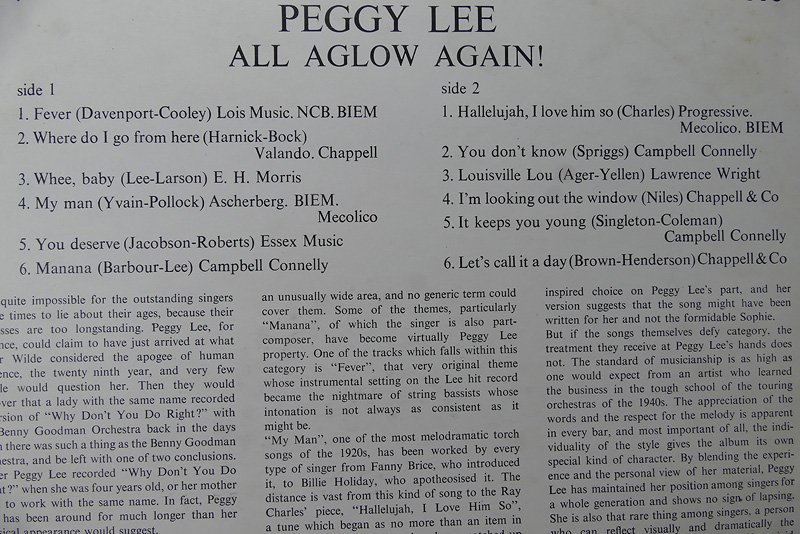 PEGGY LEE
ALL AGLOW AGAIN!
side 1
1. Fever (Davenport-Cooley) Lois Music. NCB. BIEM
2. Where do I go from here (Harnick-Bock)
Valando. Chappell
3. Whee, baby (Lee-Larson) E. H. Morris
4. My man (Yvain-Pollock) Ascherberg. BIEM.
Mecolico
5. You deserve (Jacobson-Roberts) Essex Music
6. Manana (Barbour-Lee) Campbell Connelly
side 2
1. Hallelujah, I love him so (Charles) Progressive.
Mecolico. BIEM
2. You don't know (Spriggs) Campbell Connelly
3. Louisville Lou (Ager-Yellen) Lawrence Wright
4. I'm looking out the window (Niles) Chappell & Co
5. It keeps you young (Singleton-Coleman)
Campbell Connelly
6. Let's call it a day (Brown-Henderson) Chappell & Co
quite impossible for the outstanding singers
times to lie about their ages, because their
sses are too longstanding. Peggy Lee, for
nce, could claim to have just arrived at what
r Wilde considered the apogee of human
ence, the twenty ninth year, and very few
le would question her. Then they would
ver that a lady with the same name recorded
rsion of "Why Don't You Do Right?" with
Benny Goodman Orchestra back in the days
n there was such a thing as the Benny Goodman
hestra, and be left with one of two conclusions.
er Peggy Lee recorded "Why Don't You Do
t?" when she was four years old, or her mother
to work with the same name. In fact, Peggy
has been around for much longer than her
sical appearance would suggest.
an unusually wide area, and no generic term could
cover them. Some of the themes, particularly
"Manana", of which the singer is also part-
composer, have become virtually Peggy Lee
property. One of the tracks which falls within this
category is "Fever", that very original theme
whose instrumental setting on the Lee hit record
became the nightmare of string bassists whose
intonation is not always as consistent as it
might be.
"My Man", one of the most melodramatic torch
songs of the 1920s, has been worked by every
type of singer from Fanny Brice, who introduced
it, to Billie Holiday, who apotheosised it. The
distance is vast from this kind of song to the Ray
Charles' piece, "Hallelujah, I Love Him So",
a tune which began as no more than an item in
inspired choice on Peggy Lee's part, and her
version suggests that the song might have been
written for her and not the formidable Sophie.
But if the songs themselves defy category, the
treatment they receive at Peggy Lee's hands does
not. The standard of musicianship is as high as
one would expect from an artist who learned
the business in the tough school of the touring
orchestras of the 1940s. The appreciation of the
words and the respect for the melody is apparent
in every bar, and most important of all, the indi-
viduality of the style gives the album its own
special kind of character. By blending the experi-
ence and the personal view of her material, Peggy
Lee has maintained her position among singers for
a whole generation and shows no sign of lapsing.
She is also that rare thing among singers, a person
who can reflect visually and dramatically the